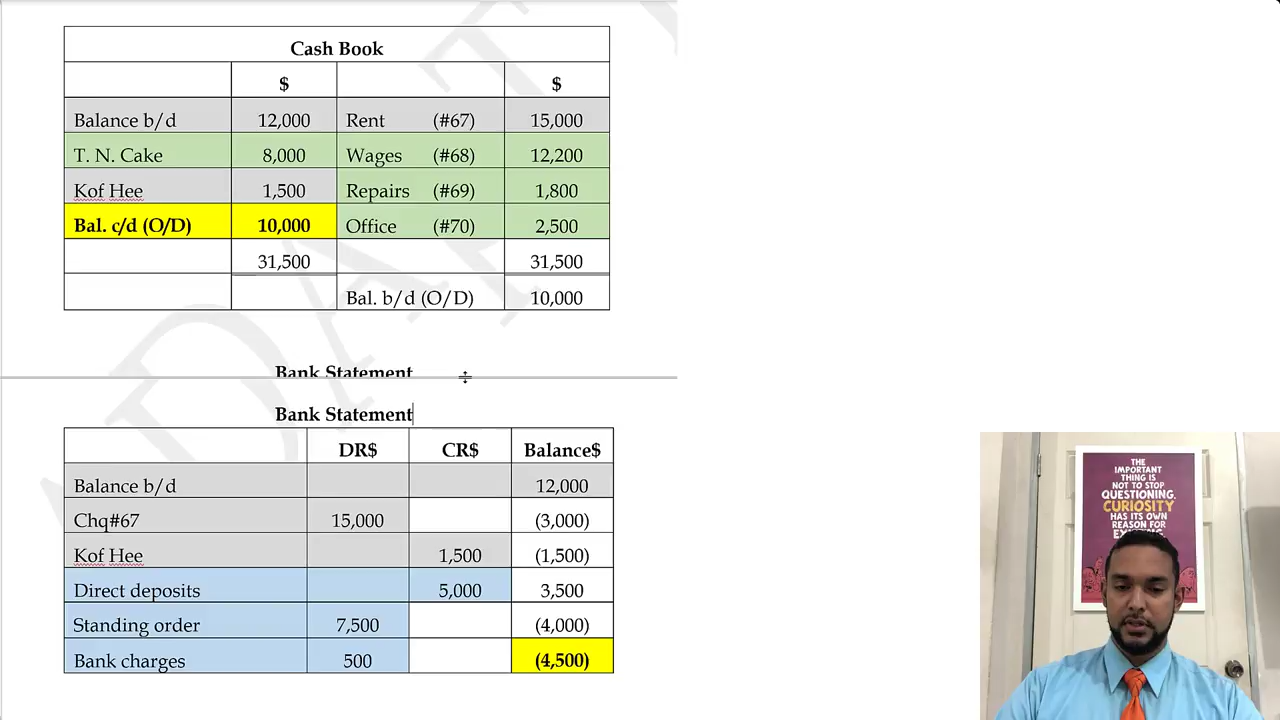 Cash Book
$ $
Balance b/d 12,000 Rent (#67) 15,000
T. N. Cake 8,000 Wages (#68) 12,200
Kof Hee 1,500 Repairs (#69) 1,800
Bal. c/d (O/D) 10,000 Office (#70) 2,500
31,500 31,500
Bal. b/d (O/D) 10,000
Bank Statement
Bank Statement
DR$ CR$ Balance$
Balance b/d 12,000
Chq#67 15,000 (3,000)
Kof Hee 1,500 (1,500)
Direct deposits 5,000 3,500
Standing order 7,500 (4,000)
Bank charges 500 (4,500)
THE
IMPORTANT
THING IS
NOT TO STOP
QUESTIONING.
CURIOSITY
HAS ITS OWN
REASON FOR